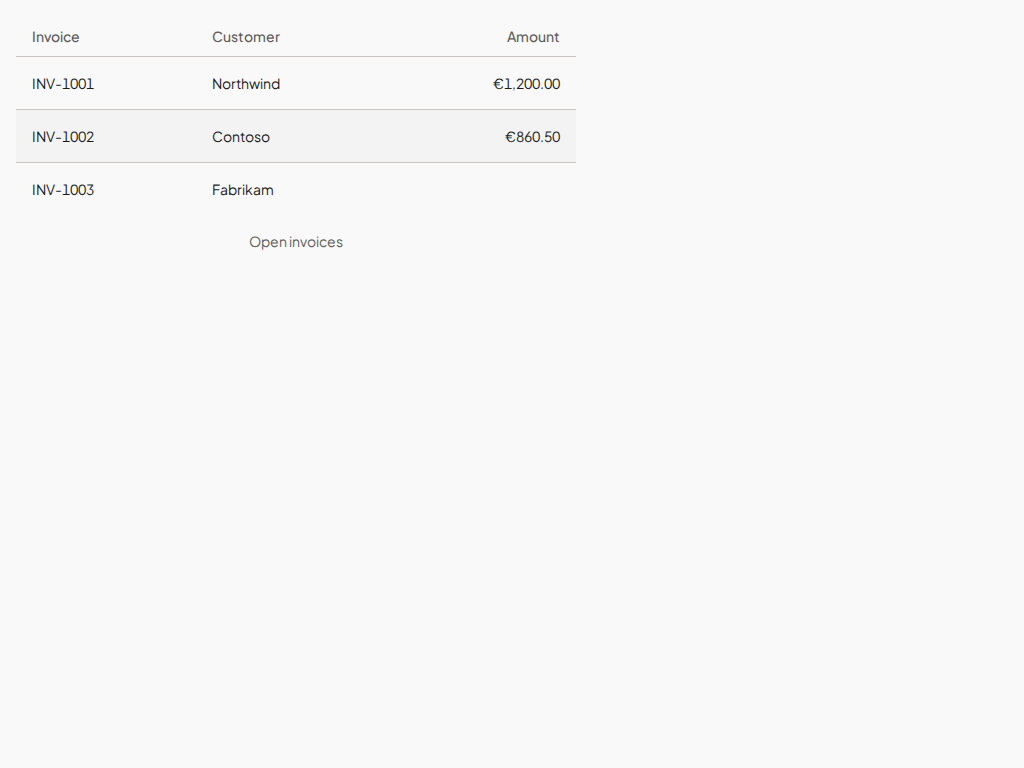 Invoice Customer Amount
INV-1001 Northwind €1,200.00
INV-1002 Contoso €860.50
INV-1003 Fabrikam
Open invoices